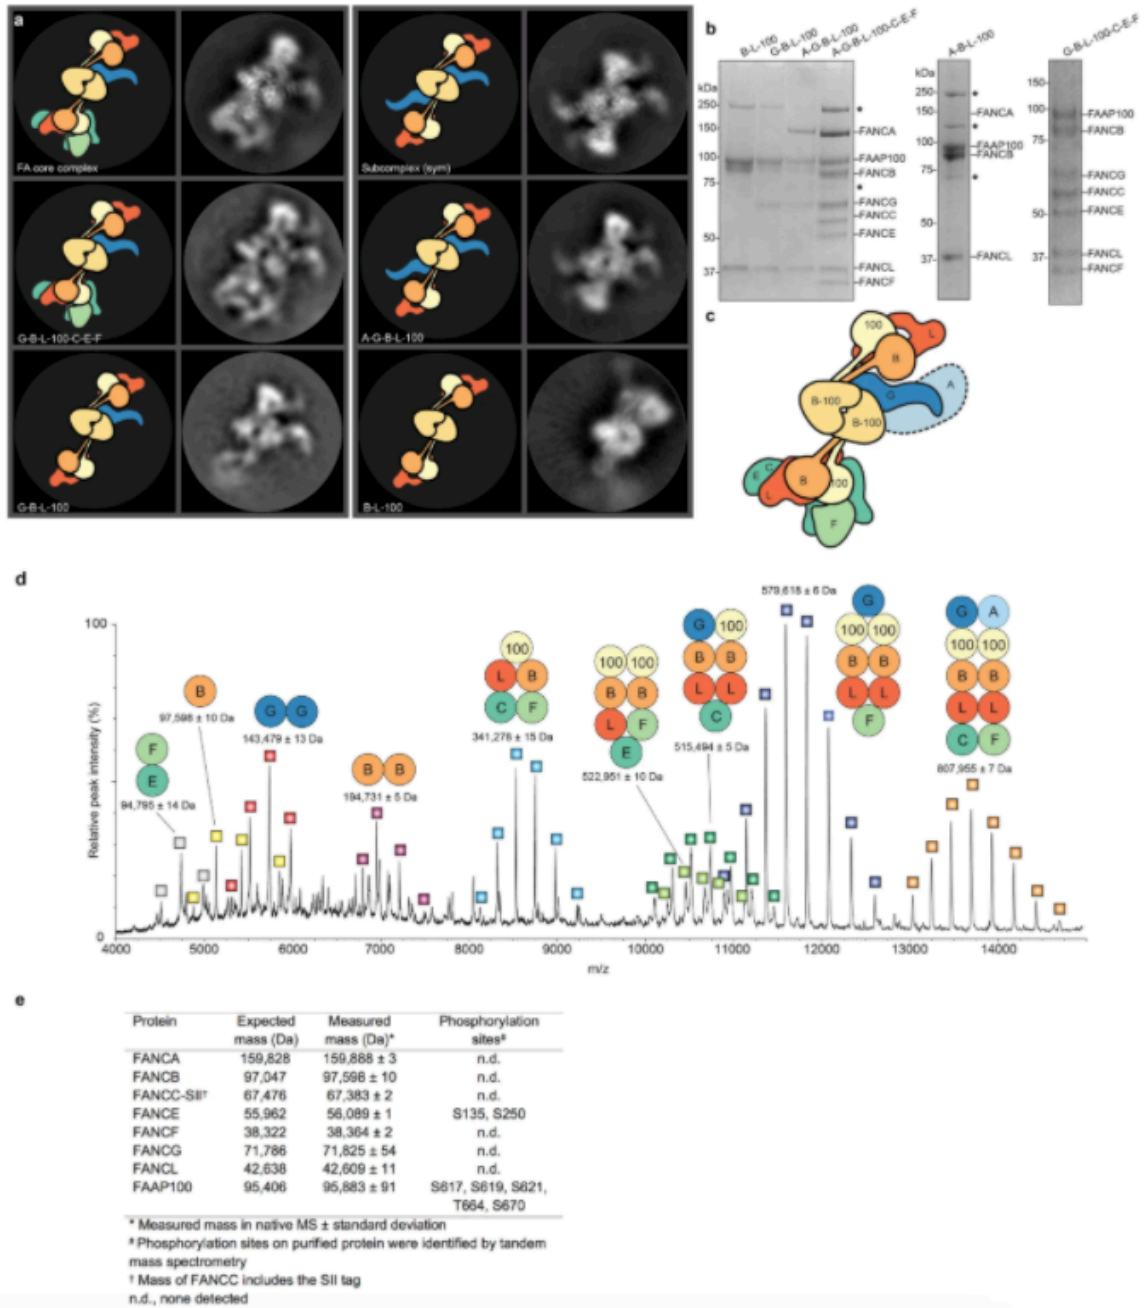 a
FA core complex
Subcomplex (sym)
G-B-L-100-C-E-F
A-G-B-L-100
G-B-L-100
B-L-100
b
B-L-100
G-B-L-100
A-G-B-L-100
A-G-B-L-100-C-E-F
kDa
250
150
100
75
50
37
FANCA
FAAP100
FANCB
FANCG
FANCC
FANCE
FANCL
FANCF
A-B-L-100
kDa
250
150
100
75
50
37
FANCA
FAAP100
FANCB
FANCL
G-B-L-100-C-E-F
150
100
75
50
37
FAAP100
FANCB
FANCG
FANCC
FANCE
FANCL
FANCF
c
100
L
B
G
A
B-100
B-100
E
C
L
B
100
F
d
Relative peak intensity (%)
100
0
F
E
94,795 ± 14 Da
B
97,598 ± 10 Da
G G
143,479 ± 13 Da
B B
194,731 ± 5 Da
100
L B
C F
341,276 ± 15 Da
100 100
B B
L F
E
522,951 ± 10 Da
G 100
B B
L L
C
515,494 ± 5 Da
579,618 ± 6 Da
G
100 100
B B
L L
F
G A
100 100
B B
L L
C F
807,955 ± 7 Da
4000 5000 6000 7000 8000 9000 10000 11000 12000 13000 14000
m/z
e
Protein Expected mass (Da) Measured mass (Da)* Phosphorylation sites#
FANCA 159,828 159,888 ± 3 n.d.
FANCB 97,047 97,598 ± 10 n.d.
FANCC-SII† 67,476 67,383 ± 2 n.d.
FANCE 55,962 56,089 ± 1 S135, S250
FANCF 38,322 38,364 ± 2 n.d.
FANCG 71,786 71,825 ± 54 n.d.
FANCL 42,638 42,609 ± 11 n.d.
FAAP100 95,406 95,883 ± 91 S617, S619, S621,
T664, S670
* Measured mass in native MS ± standard deviation
# Phosphorylation sites on purified protein were identified by tandem
mass spectrometry
† Mass of FANCC includes the SII tag
n.d., none detected